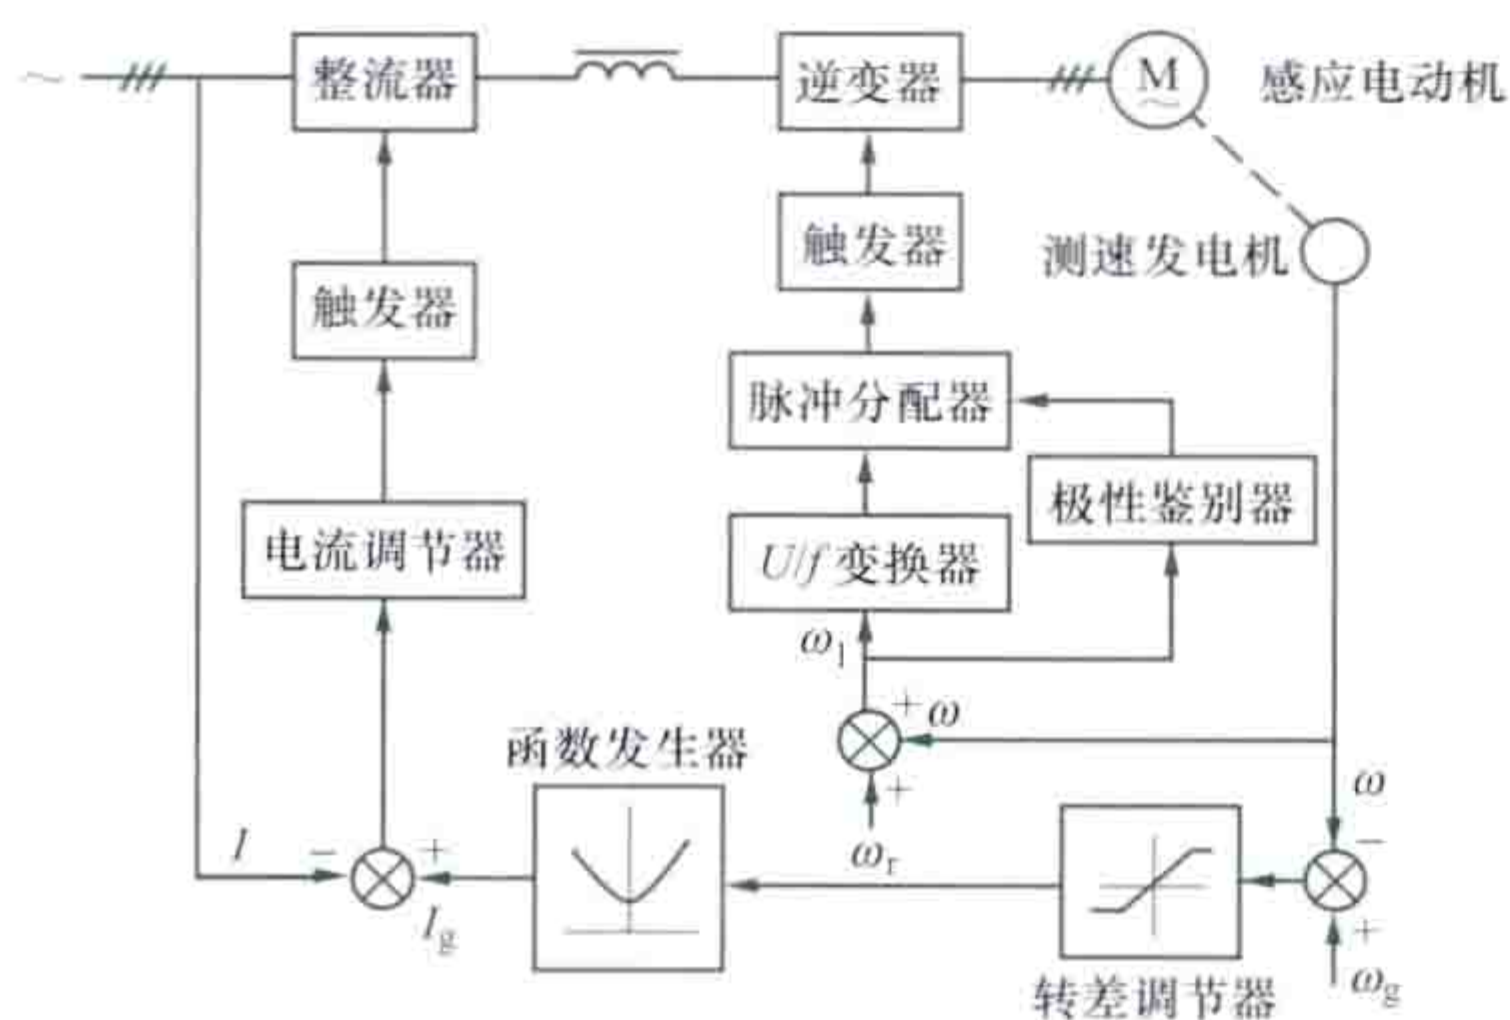 ~
整流器
逆变器
M
~
感应电动机
触发器
测速发电机
触发器
脉冲分配器
极性鉴别器
电流调节器
U/f变换器
ω1
+
ω
函数发生器
+
ω
I
−
+
ωr
−
Ig
+
转差调节器
ωg